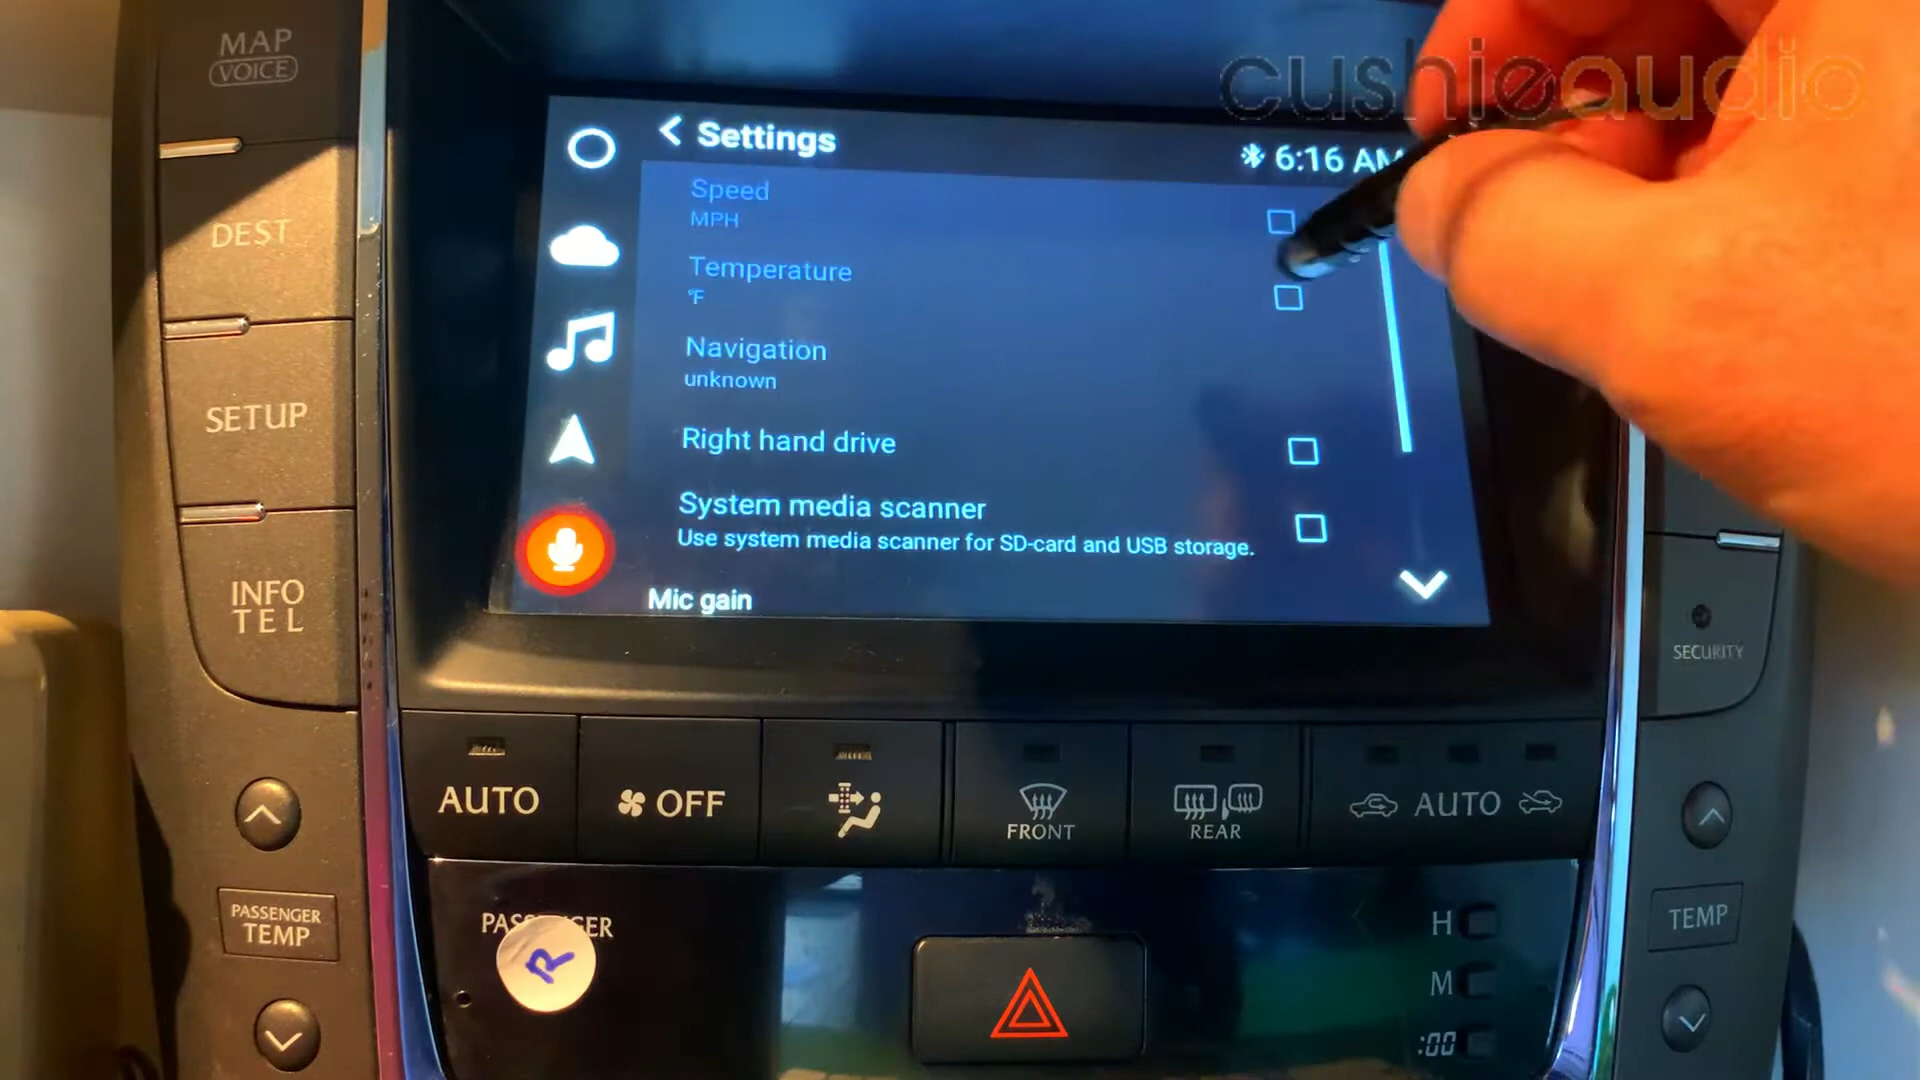 cushieaudio
MAP
VOICE
DEST
SETUP
INFO
TEL
PASSENGER
TEMP
Settings
6:16 AM
Speed
MPH
Temperature
°F
Navigation
unknown
Right hand drive
System media scanner
Use system media scanner for SD-card and USB storage.
Mic gain
SECURITY
AUTO
OFF
FRONT
REAR
AUTO
PASSENGER
R
H
M
:00
TEMP